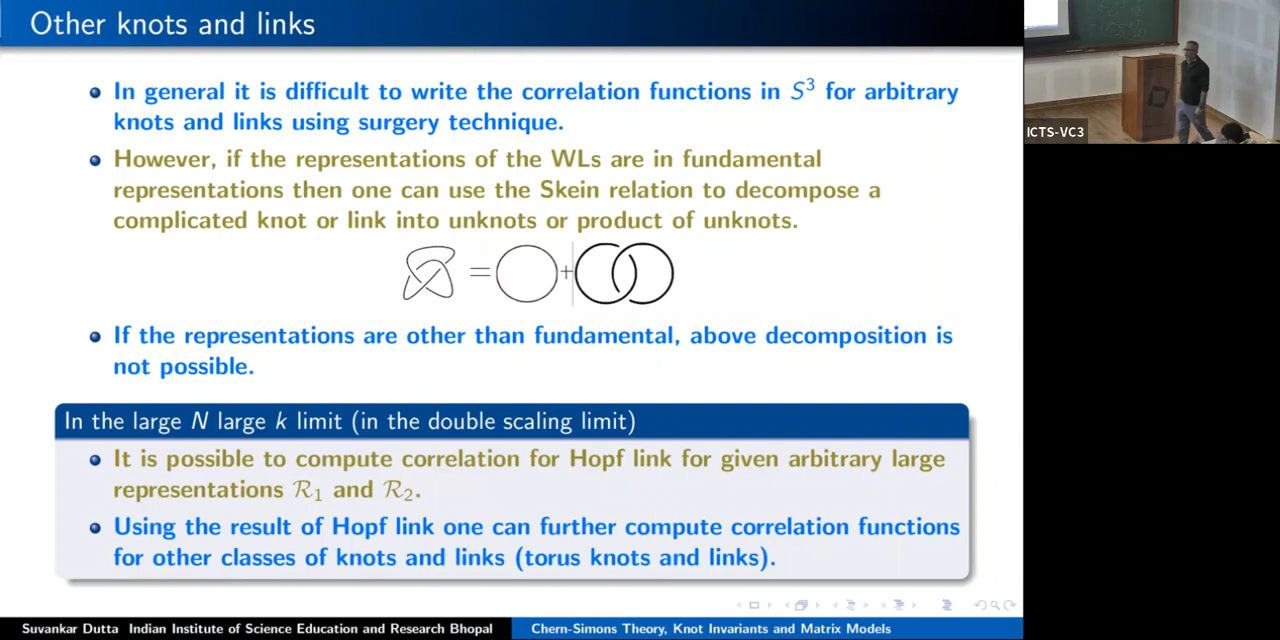 Other knots and links
In general it is difficult to write the correlation functions in S³ for arbitrary
knots and links using surgery technique.
However, if the representations of the WLs are in fundamental
representations then one can use the Skein relation to decompose a
complicated knot or link into unknots or product of unknots.
= +
If the representations are other than fundamental, above decomposition is
not possible.
In the large N large k limit (in the double scaling limit)
It is possible to compute correlation for Hopf link for given arbitrary large
representations ℛ₁ and ℛ₂.
Using the result of Hopf link one can further compute correlation functions
for other classes of knots and links (torus knots and links).
Suvankar Dutta Indian Institute of Science Education and Research Bhopal
Chern-Simons Theory, Knot Invariants and Matrix Models
ICTS-VC3